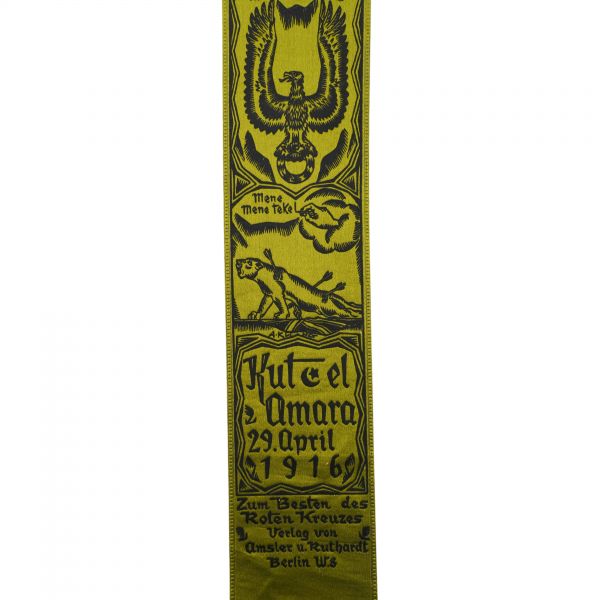 Mene
Mene Tekel
Kut el
Amara
29. April
1916
Zum Besten des
Roten Kreuzes
Verlag von
Amsler u. Ruthardt
Berlin W8